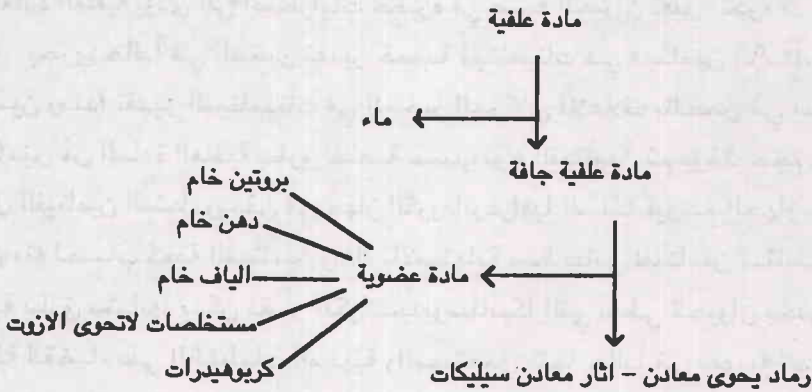 مادة علفية
ماء
مادة علفية جافة
بروتين خام
دهن خام
مادة عضوية
الياف خام
مستخلصات لاتحوى الازوت
كربوهيدرات
رماد يحوى معادن – اثار معادن سيليكات